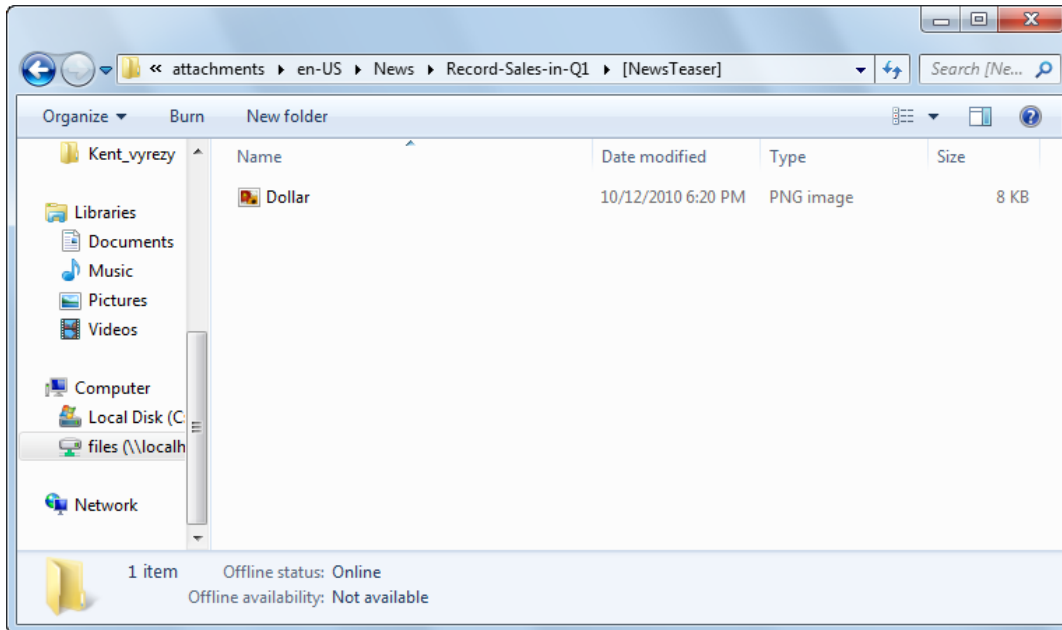 « attachments en-US News Record-Sales-in-Q1 [NewsTeaser] Search [Ne...
Organize Burn New folder
Kent_vyrezy
Libraries
Documents
Music
Pictures
Videos
Computer
Local Disk (C:
files (\\localh
Network
Name Date modified Type Size
Dollar 10/12/2010 6:20 PM PNG image 8 KB
1 item Offline status: Online
Offline availability: Not available